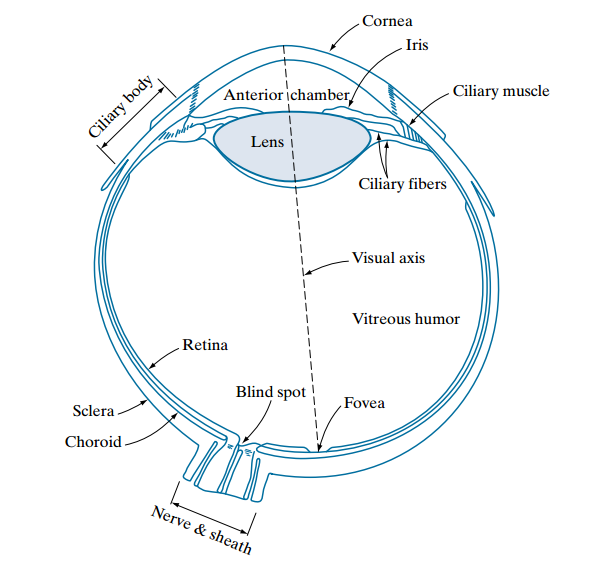 Cornea
Iris
Ciliary body
Anterior chamber
Ciliary muscle
Lens
Ciliary fibers
Visual axis
Vitreous humor
Retina
Blind spot
Fovea
Sclera
Choroid
Nerve & sheath